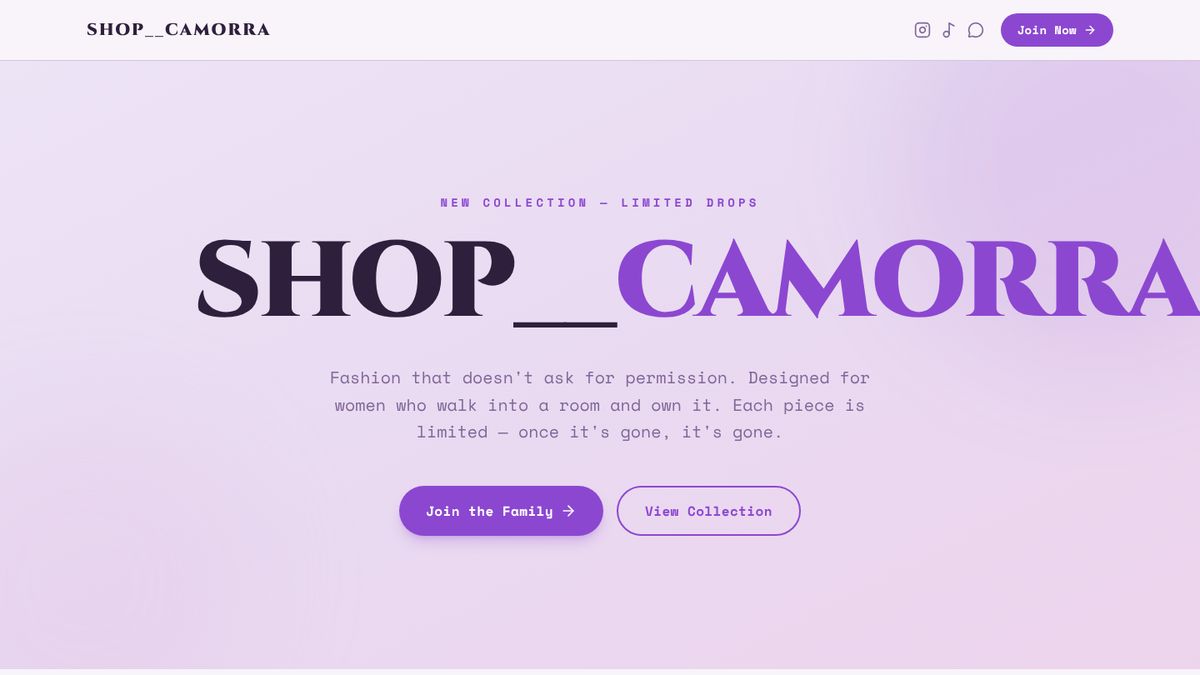 SHOP__CAMORRA
Join Now →
NEW COLLECTION — LIMITED DROPS
SHOP__CAMORRA
Fashion that doesn't ask for permission. Designed for
women who walk into a room and own it. Each piece is
limited — once it's gone, it's gone.
Join the Family →
View Collection